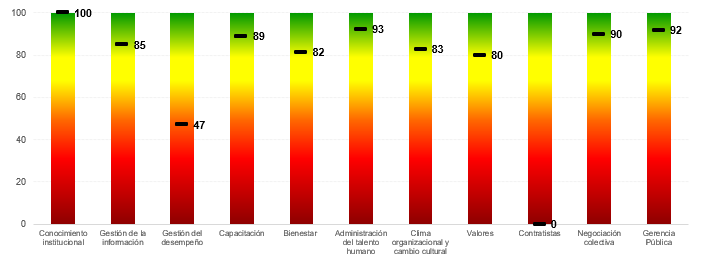 100
80
60
40
20
0
100
85
47
89
82
93
83
80
0
90
92
Conocimiento
institucional
Gestión de la
información
Gestión del
desempeño
Capacitación
Bienestar
Administración
del talento
humano
Clima
organizacional y
cambio cultural
Valores
Contratistas
Negociación
colectiva
Gerencia
Pública